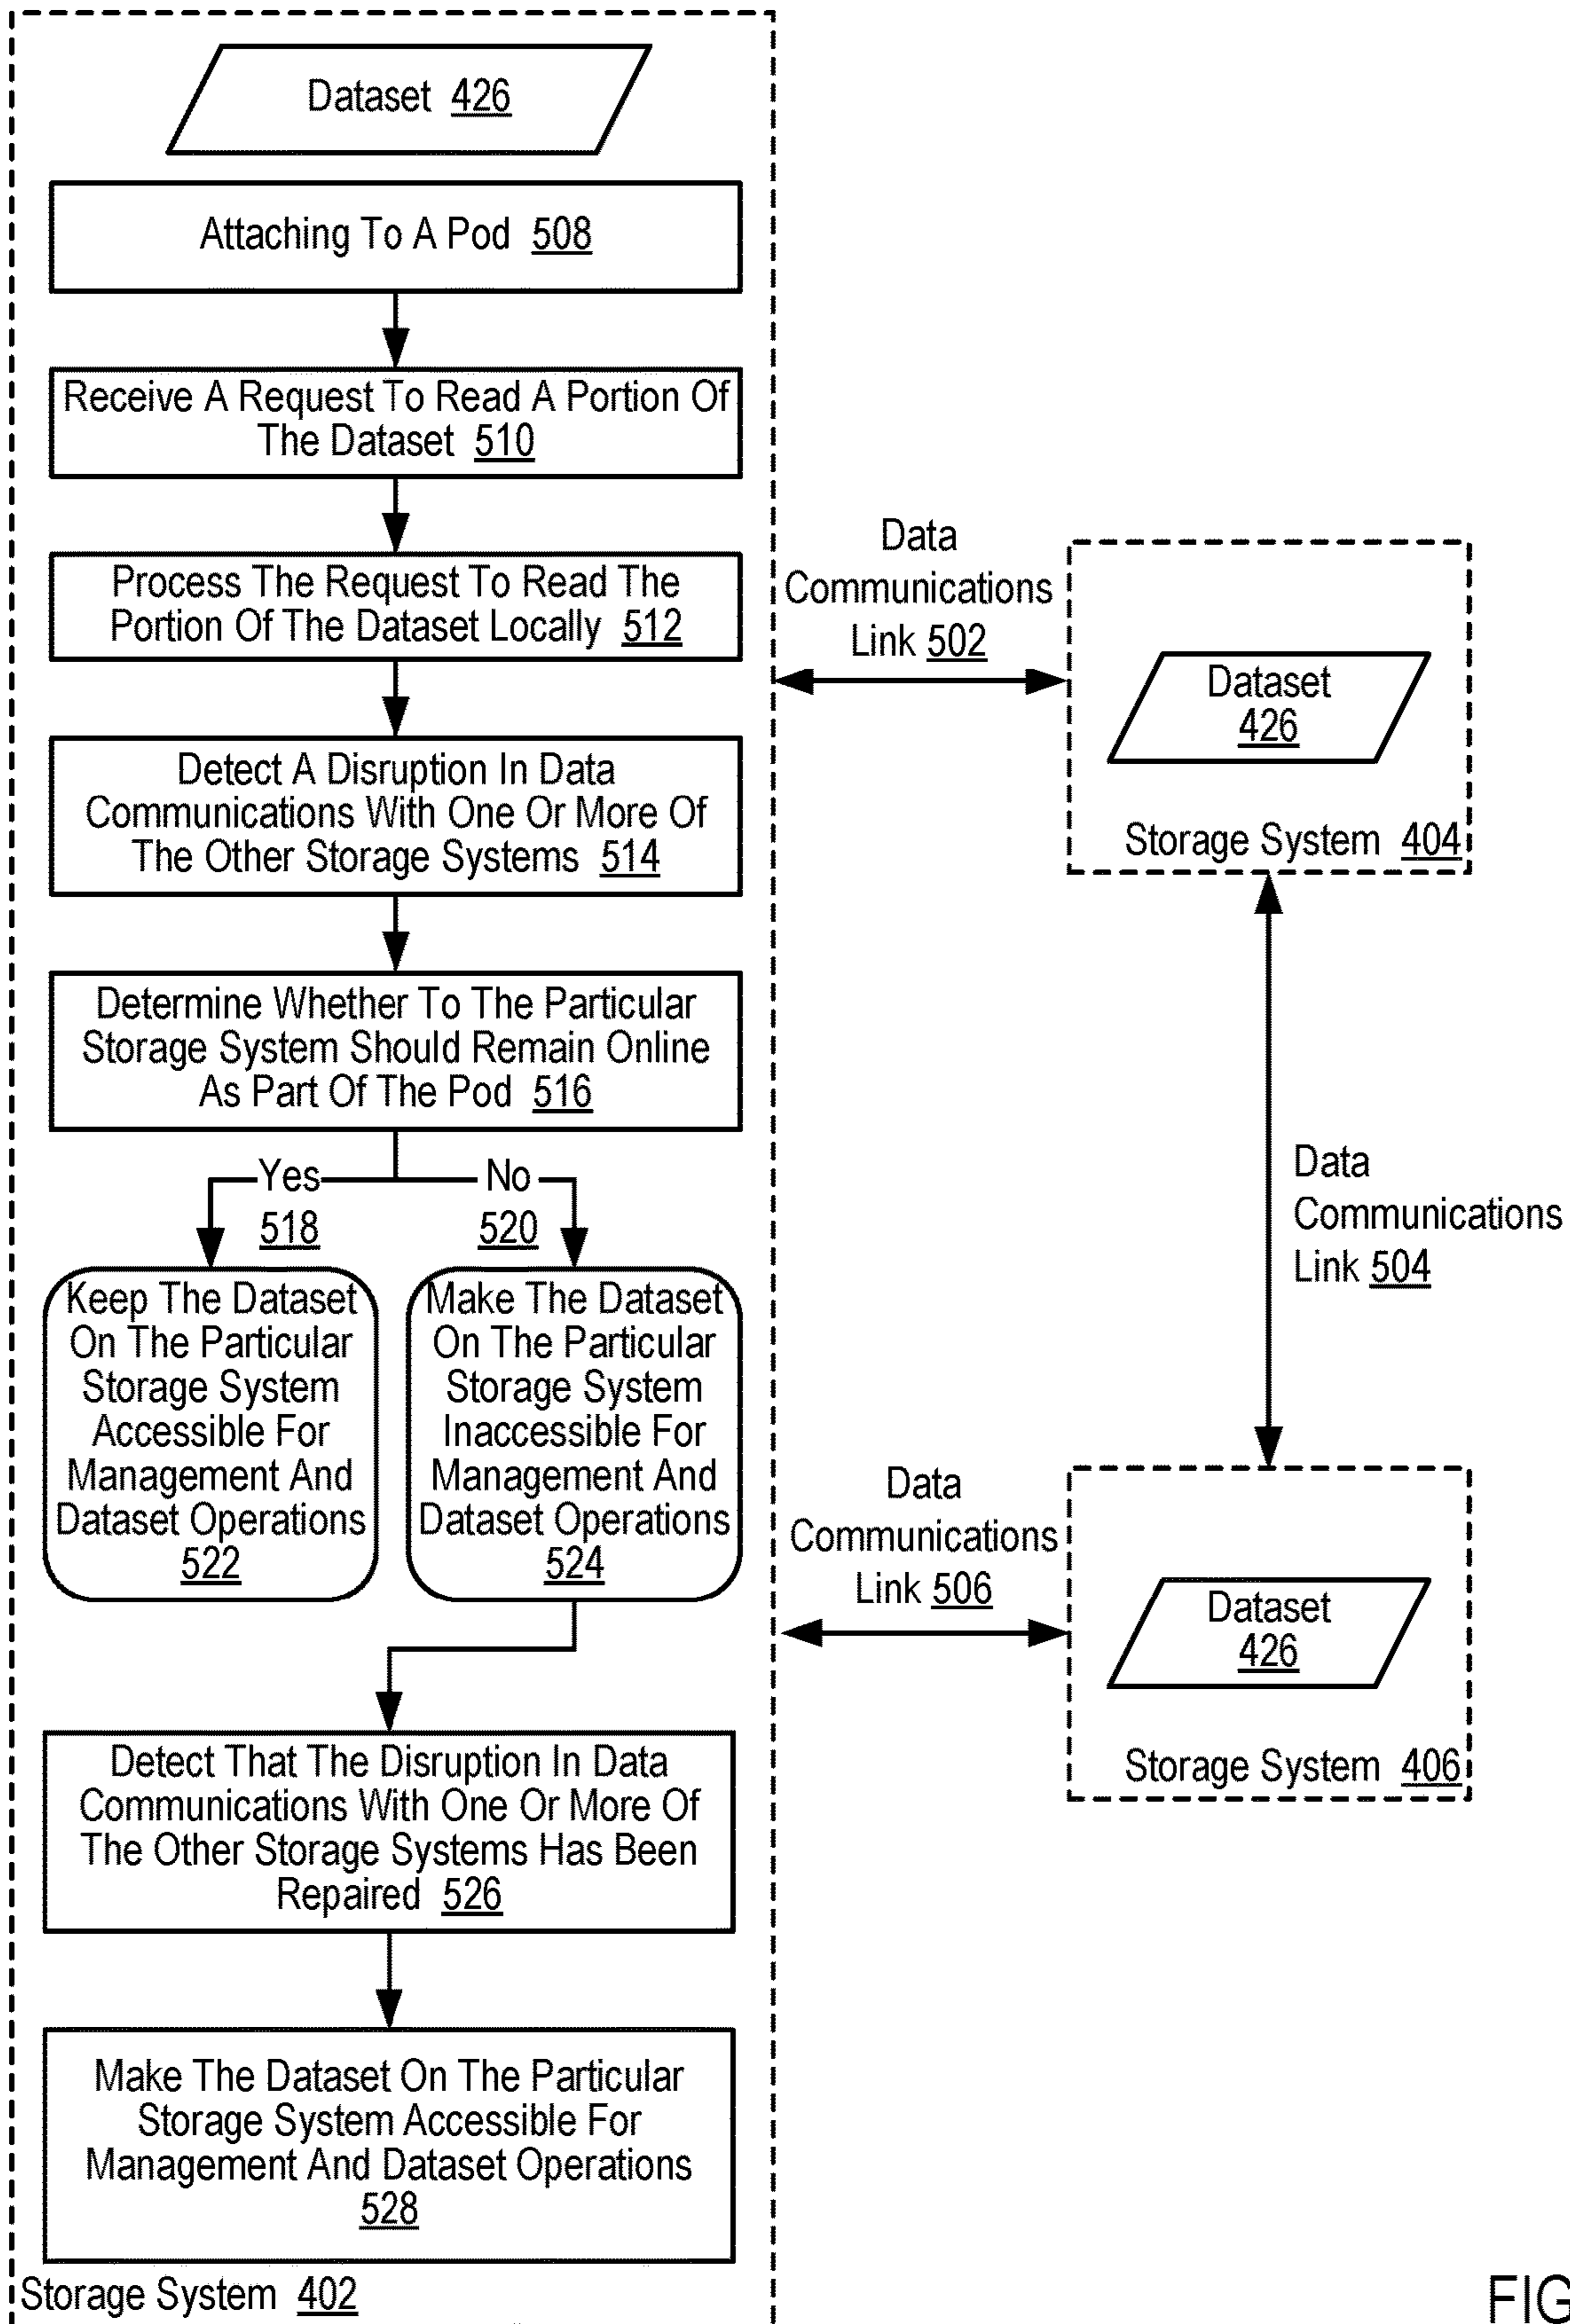 Dataset 426
Attaching To A Pod 508
Receive A Request To Read A Portion Of
The Dataset 510
Process The Request To Read The
Portion Of The Dataset Locally 512
Detect A Disruption In Data
Communications With One Or More Of
The Other Storage Systems 514
Determine Whether To The Particular
Storage System Should Remain Online
As Part Of The Pod 516
Yes
518
No
520
Keep The Dataset
On The Particular
Storage System
Accessible For
Management And
Dataset Operations
522
Make The Dataset
On The Particular
Storage System
Inaccessible For
Management And
Dataset Operations
524
Detect That The Disruption In Data
Communications With One Or More Of
The Other Storage Systems Has Been
Repaired 526
Make The Dataset On The Particular
Storage System Accessible For
Management And Dataset Operations
528
Storage System 402
Data
Communications
Link 502
Dataset
426
Storage System 404
Data
Communications
Link 504
Data
Communications
Link 506
Dataset
426
Storage System 406
FIG